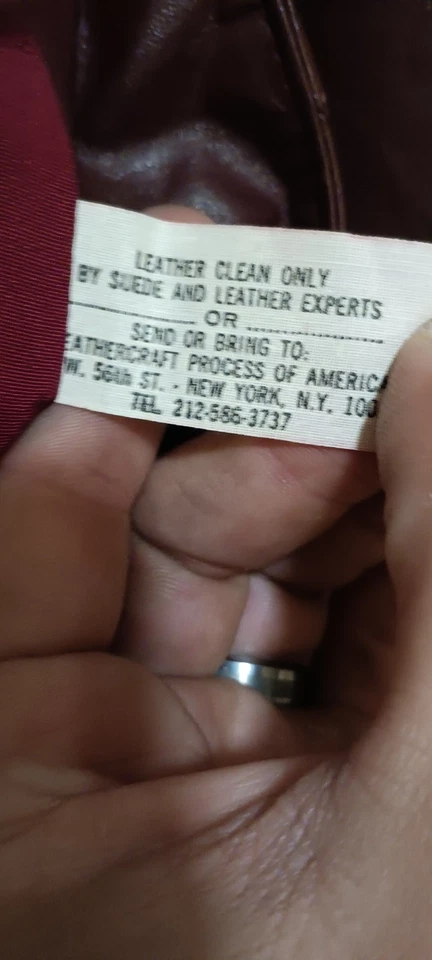 LEATHER CLEAN ONLY
BY SUEDE AND LEATHER EXPERTS
OR
SEND OR BRING TO:
EATHERCRAFT PROCESS OF AMERICA
W. 56th ST. - NEW YORK, N.Y. 100
TEL. 212-586-3737